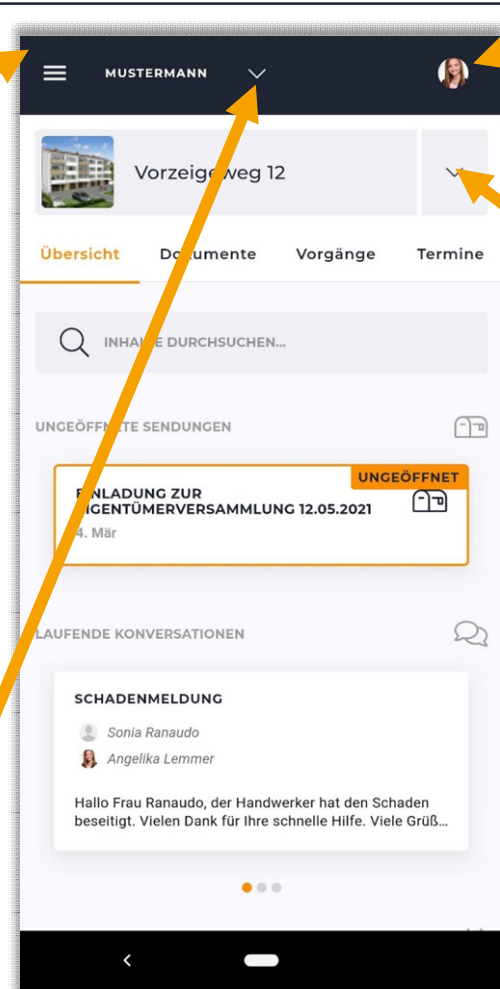 MUSTERMANN
Vorzeigeweg 12
Übersicht Dokumente Vorgänge Termine
INHALTE DURCHSUCHEN...
UNGEÖFFNETE SENDUNGEN
UNGEÖFFNET
EINLADUNG ZUR
EIGENTÜMERVERSAMMLUNG 12.05.2021
4. Mär
LAUFENDE KONVERSATIONEN
SCHADENMELDUNG
Sonia Ranaudo
Angelika Lemmer
Hallo Frau Ranaudo, der Handwerker hat den Schaden
beseitigt. Vielen Dank für Ihre schnelle Hilfe. Viele Grüß...